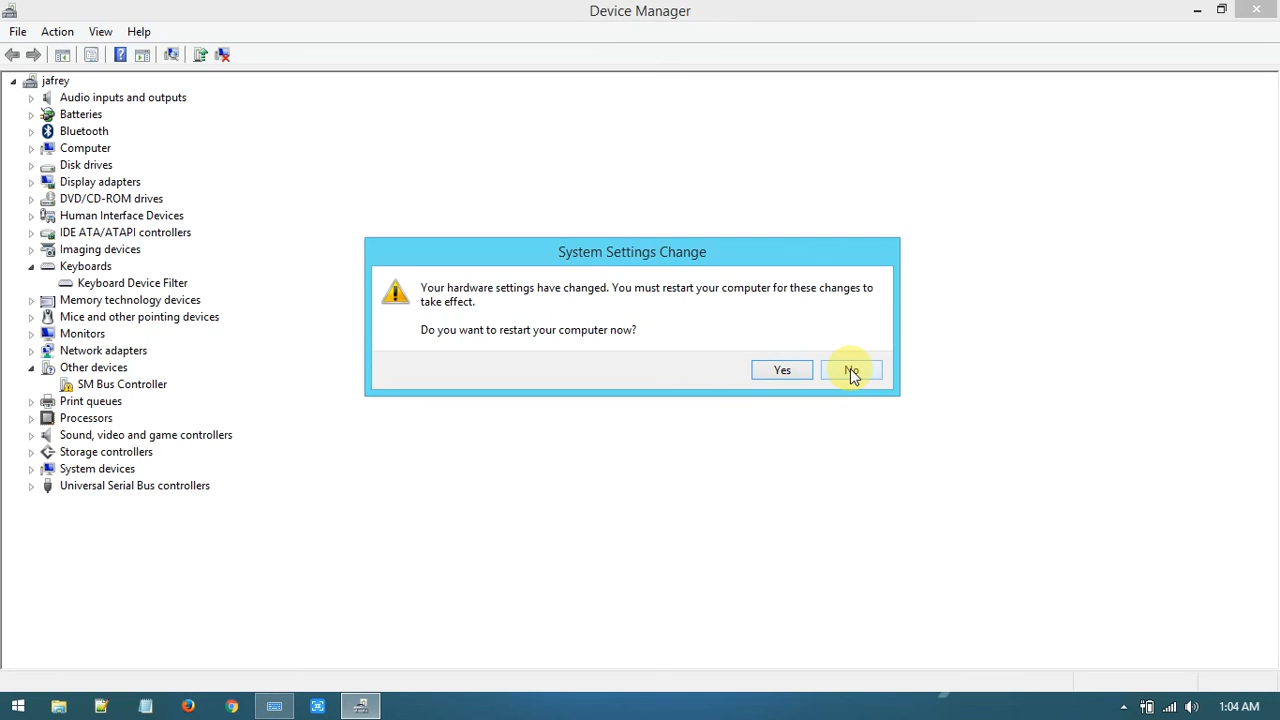 Device Manager
File Action View Help
jafrey
Audio inputs and outputs
Batteries
Bluetooth
Computer
Disk drives
Display adapters
DVD/CD-ROM drives
Human Interface Devices
IDE ATA/ATAPI controllers
Imaging devices
Keyboards
Keyboard Device Filter
Memory technology devices
Mice and other pointing devices
Monitors
Network adapters
Other devices
SM Bus Controller
Print queues
Processors
Sound, video and game controllers
Storage controllers
System devices
Universal Serial Bus controllers
System Settings Change
Your hardware settings have changed. You must restart your computer for these changes to
take effect.
Do you want to restart your computer now?
Yes No
1:04 AM